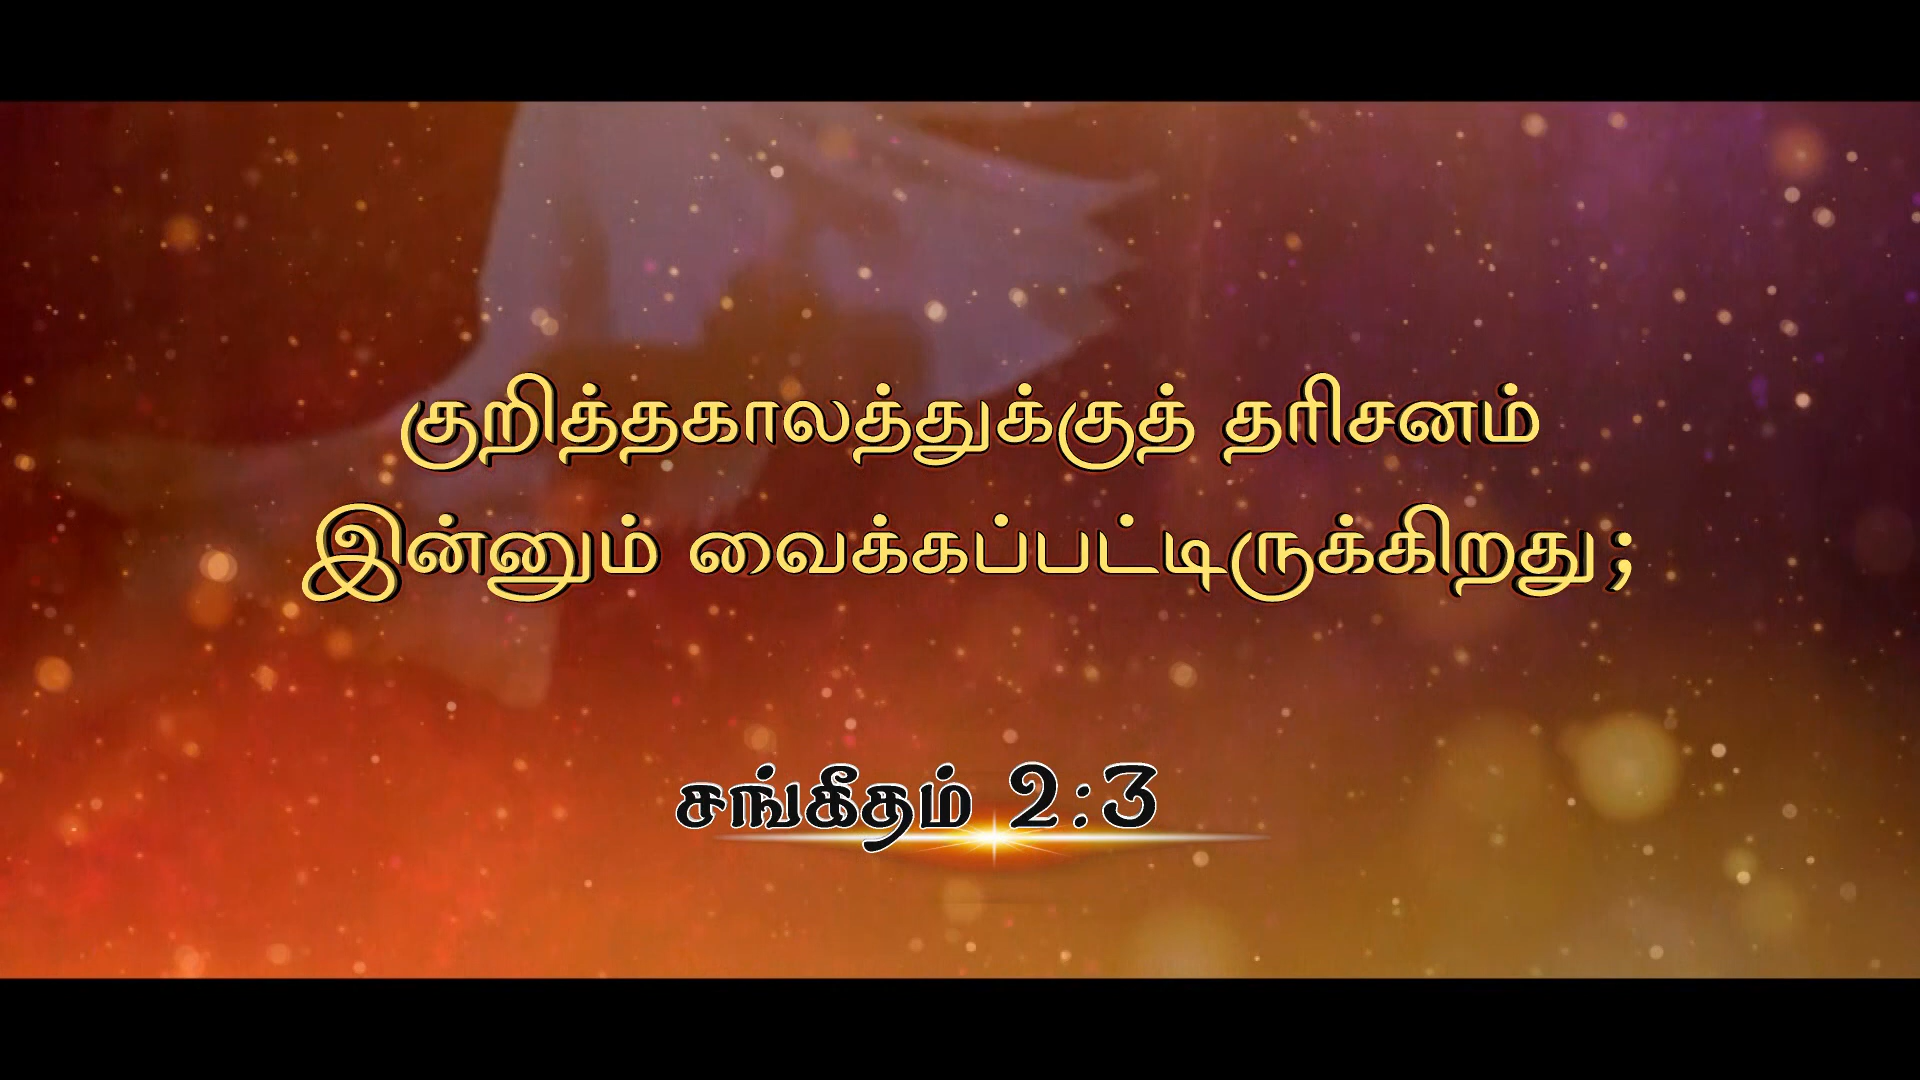 குறித்தகாலத்துக்குத் தரிசனம்
இன்னும் வைக்கப்பட்டிருக்கிறது;
சங்கீதம் 2:3